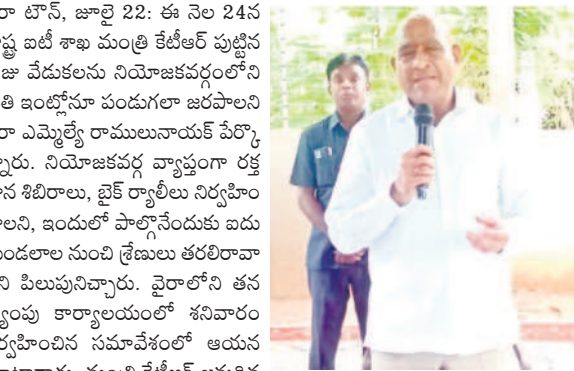 రా టౌన్, జూలై 22: ఈ నెల 24న
ష్ట్ర ఐటీ శాఖ మంత్రి కేటీఆర్ పుట్టిన
జు వేడుకలను నియోజకవర్గంలోని
తి ఇంట్లోనూ పండుగలా జరపాలని
రా ఎమ్మెల్యే రాములునాయక్ పేర్కొ
న్నారు. నియోజకవర్గ వ్యాప్తంగా రక్త
న శిబిరాలు, బైక్ ర్యాలీలు నిర్వహిం
లని, ఇందులో పాల్గొనేందుకు ఐదు
ండలాల నుంచి శ్రేణులు తరలిరావా
ని పిలుపునిచ్చారు. వైరాలోని తన
్యంపు కార్యాలయంలో శనివారం
ర్వహించిన సమావేశంలో ఆయన